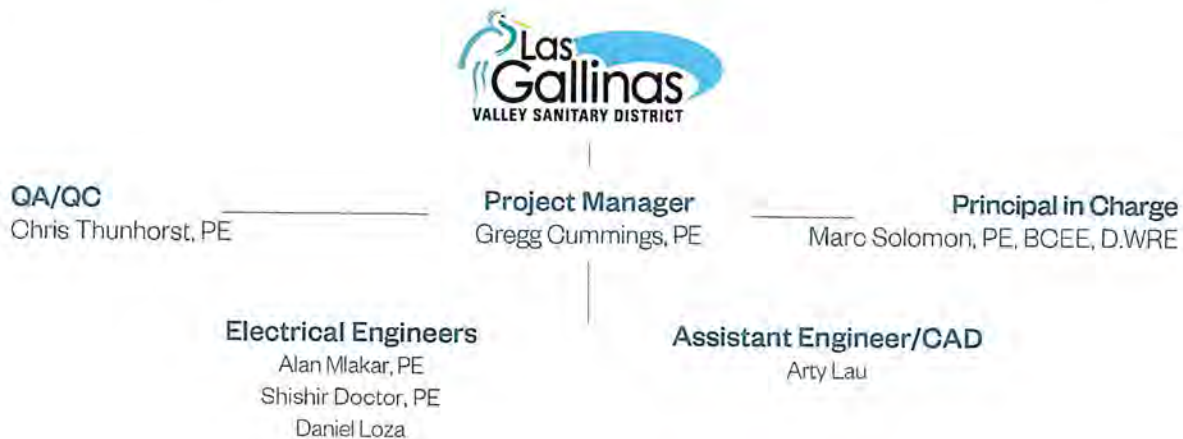 Las
Gallinas
VALLEY SANITARY DISTRICT
QA/QC
Chris Thunhorst, PE
Project Manager
Gregg Cummings, PE
Principal in Charge
Marc Solomon, PE, BCEE, D.WRE
Electrical Engineers
Alan Mlakar, PE
Shishir Doctor, PE
Daniel Loza
Assistant Engineer/CAD
Arty Lau